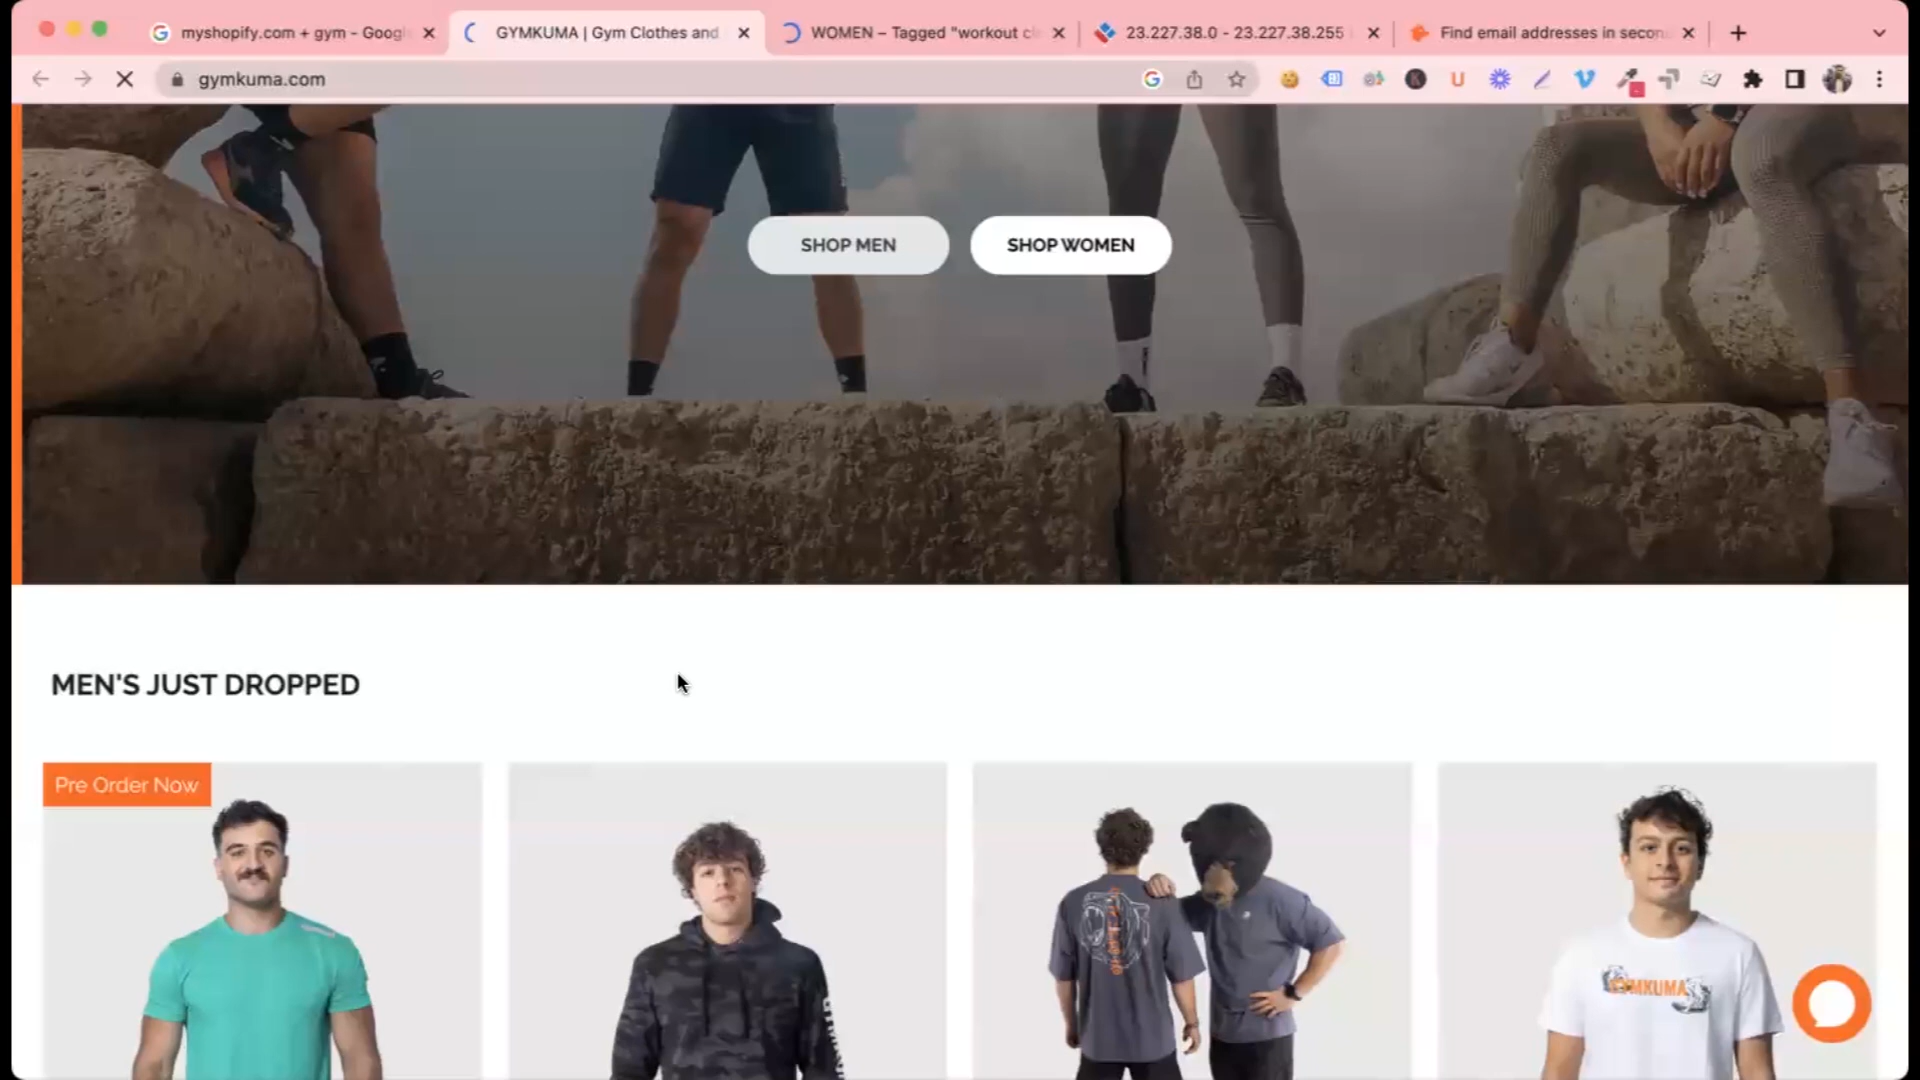 myshopify.com + gym - Googl
GYMKUMA | Gym Clothes and
WOMEN – Tagged "workout cl
23.227.38.0 - 23.227.38.255
Find email addresses in secon
gymkuma.com
SHOP MEN
SHOP WOMEN
MEN'S JUST DROPPED
Pre Order Now
GYMKUMA